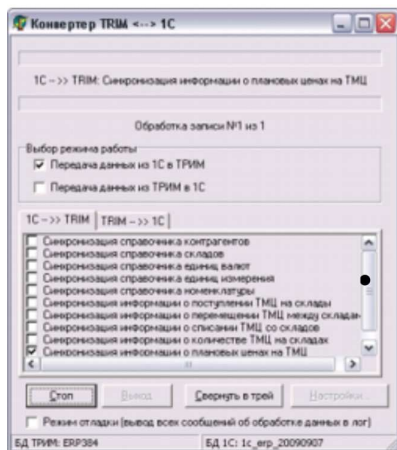 Конвертер TRIM <--> 1С
1С -->> TRIM: Синхронизация информации о плановых ценах на ТМЦ
Обработка записи №1 из 1
Выбор режима работы
Передача данных из 1С в ТРИМ
Передача данных из ТРИМ в 1С
1С -->> TRIM TRIM -->> 1С
Синхронизация справочника контрагентов
Синхронизация справочника складов
Синхронизация справочника единиц валют
Синхронизация справочника единиц измерения
Синхронизация справочника номенклатуры
Синхронизация информации о поступлении ТМЦ на склады
Синхронизация информации о перемещении ТМЦ между складам
Синхронизация информации о списании ТМЦ со складов
Синхронизация информации о количестве ТМЦ на складах
Синхронизация информации о плановых ценах на ТМЦ
Стоп Выход Свернуть в трей Настройки...
Режим отладки (вывод всех сообщений об обработке данных в лог)
БД ТРИМ: ERP384 БД 1С: 1c_erp_20090907